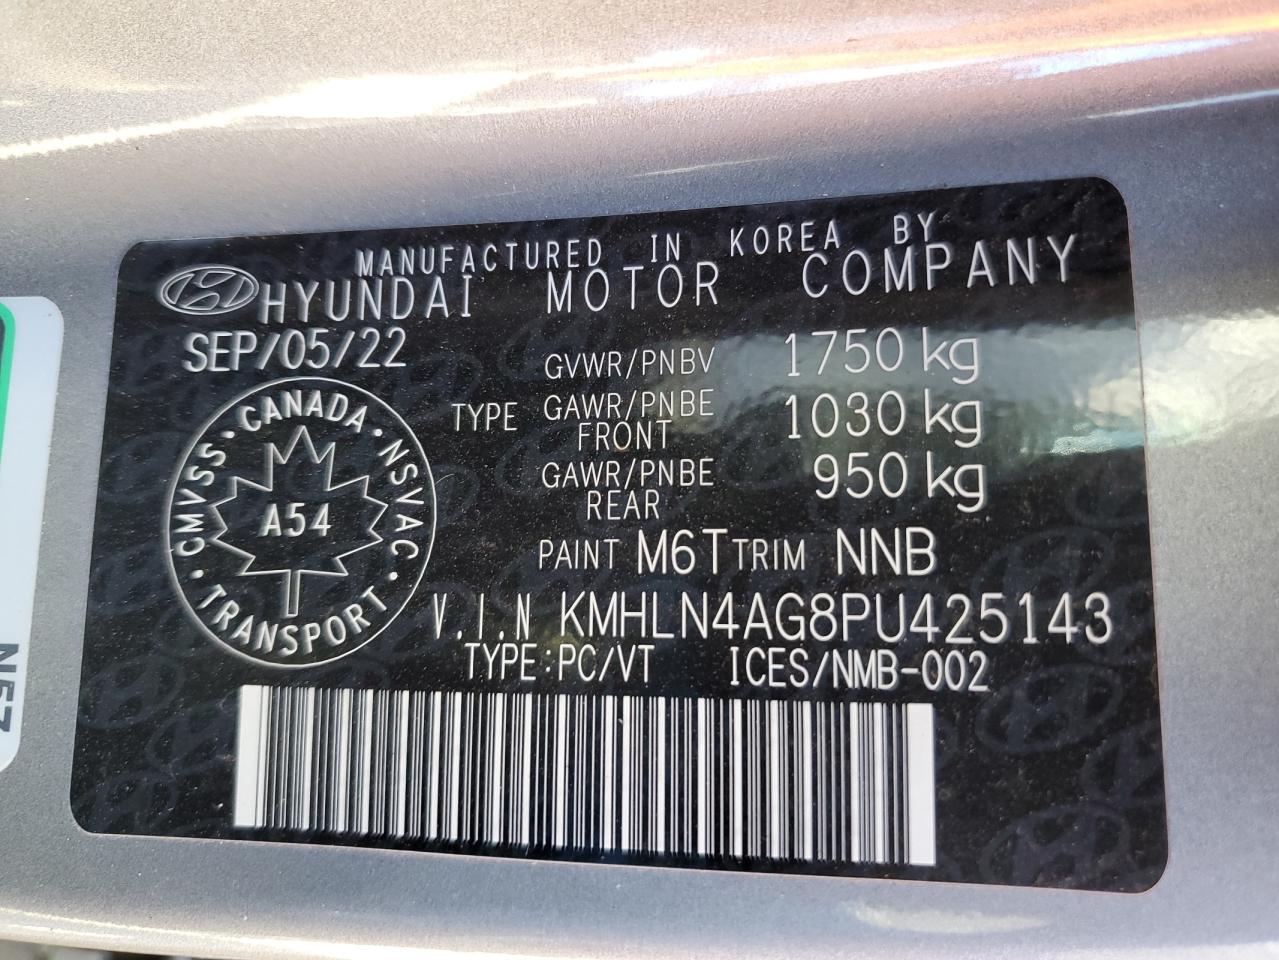 MANUFACTURED IN KOREA BY
HYUNDAI MOTOR COMPANY
SEP/05/22
GVWR/PNBV 1750 kg
TYPE GAWR/PNBE FRONT 1030 kg
GAWR/PNBE REAR 950 kg
CMVSS · CANADA · NSVAC · TRANSPORT ·
A54
PAINT M6T TRIM NNB
V.I.N KMHLN4AG8PU425143
TYPE:PC/VT ICES/NMB-002